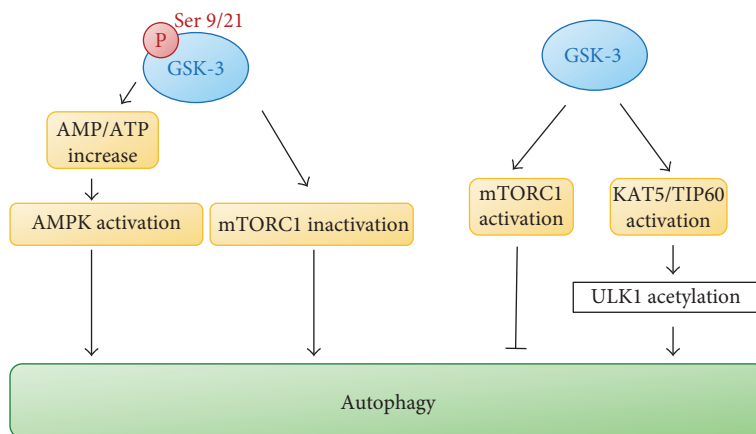 Ser 9/21
P
GSK-3
GSK-3
AMP/ATP
increase
AMPK activation
mTORC1 inactivation
mTORC1
activation
KAT5/TIP60
activation
ULK1 acetylation
Autophagy